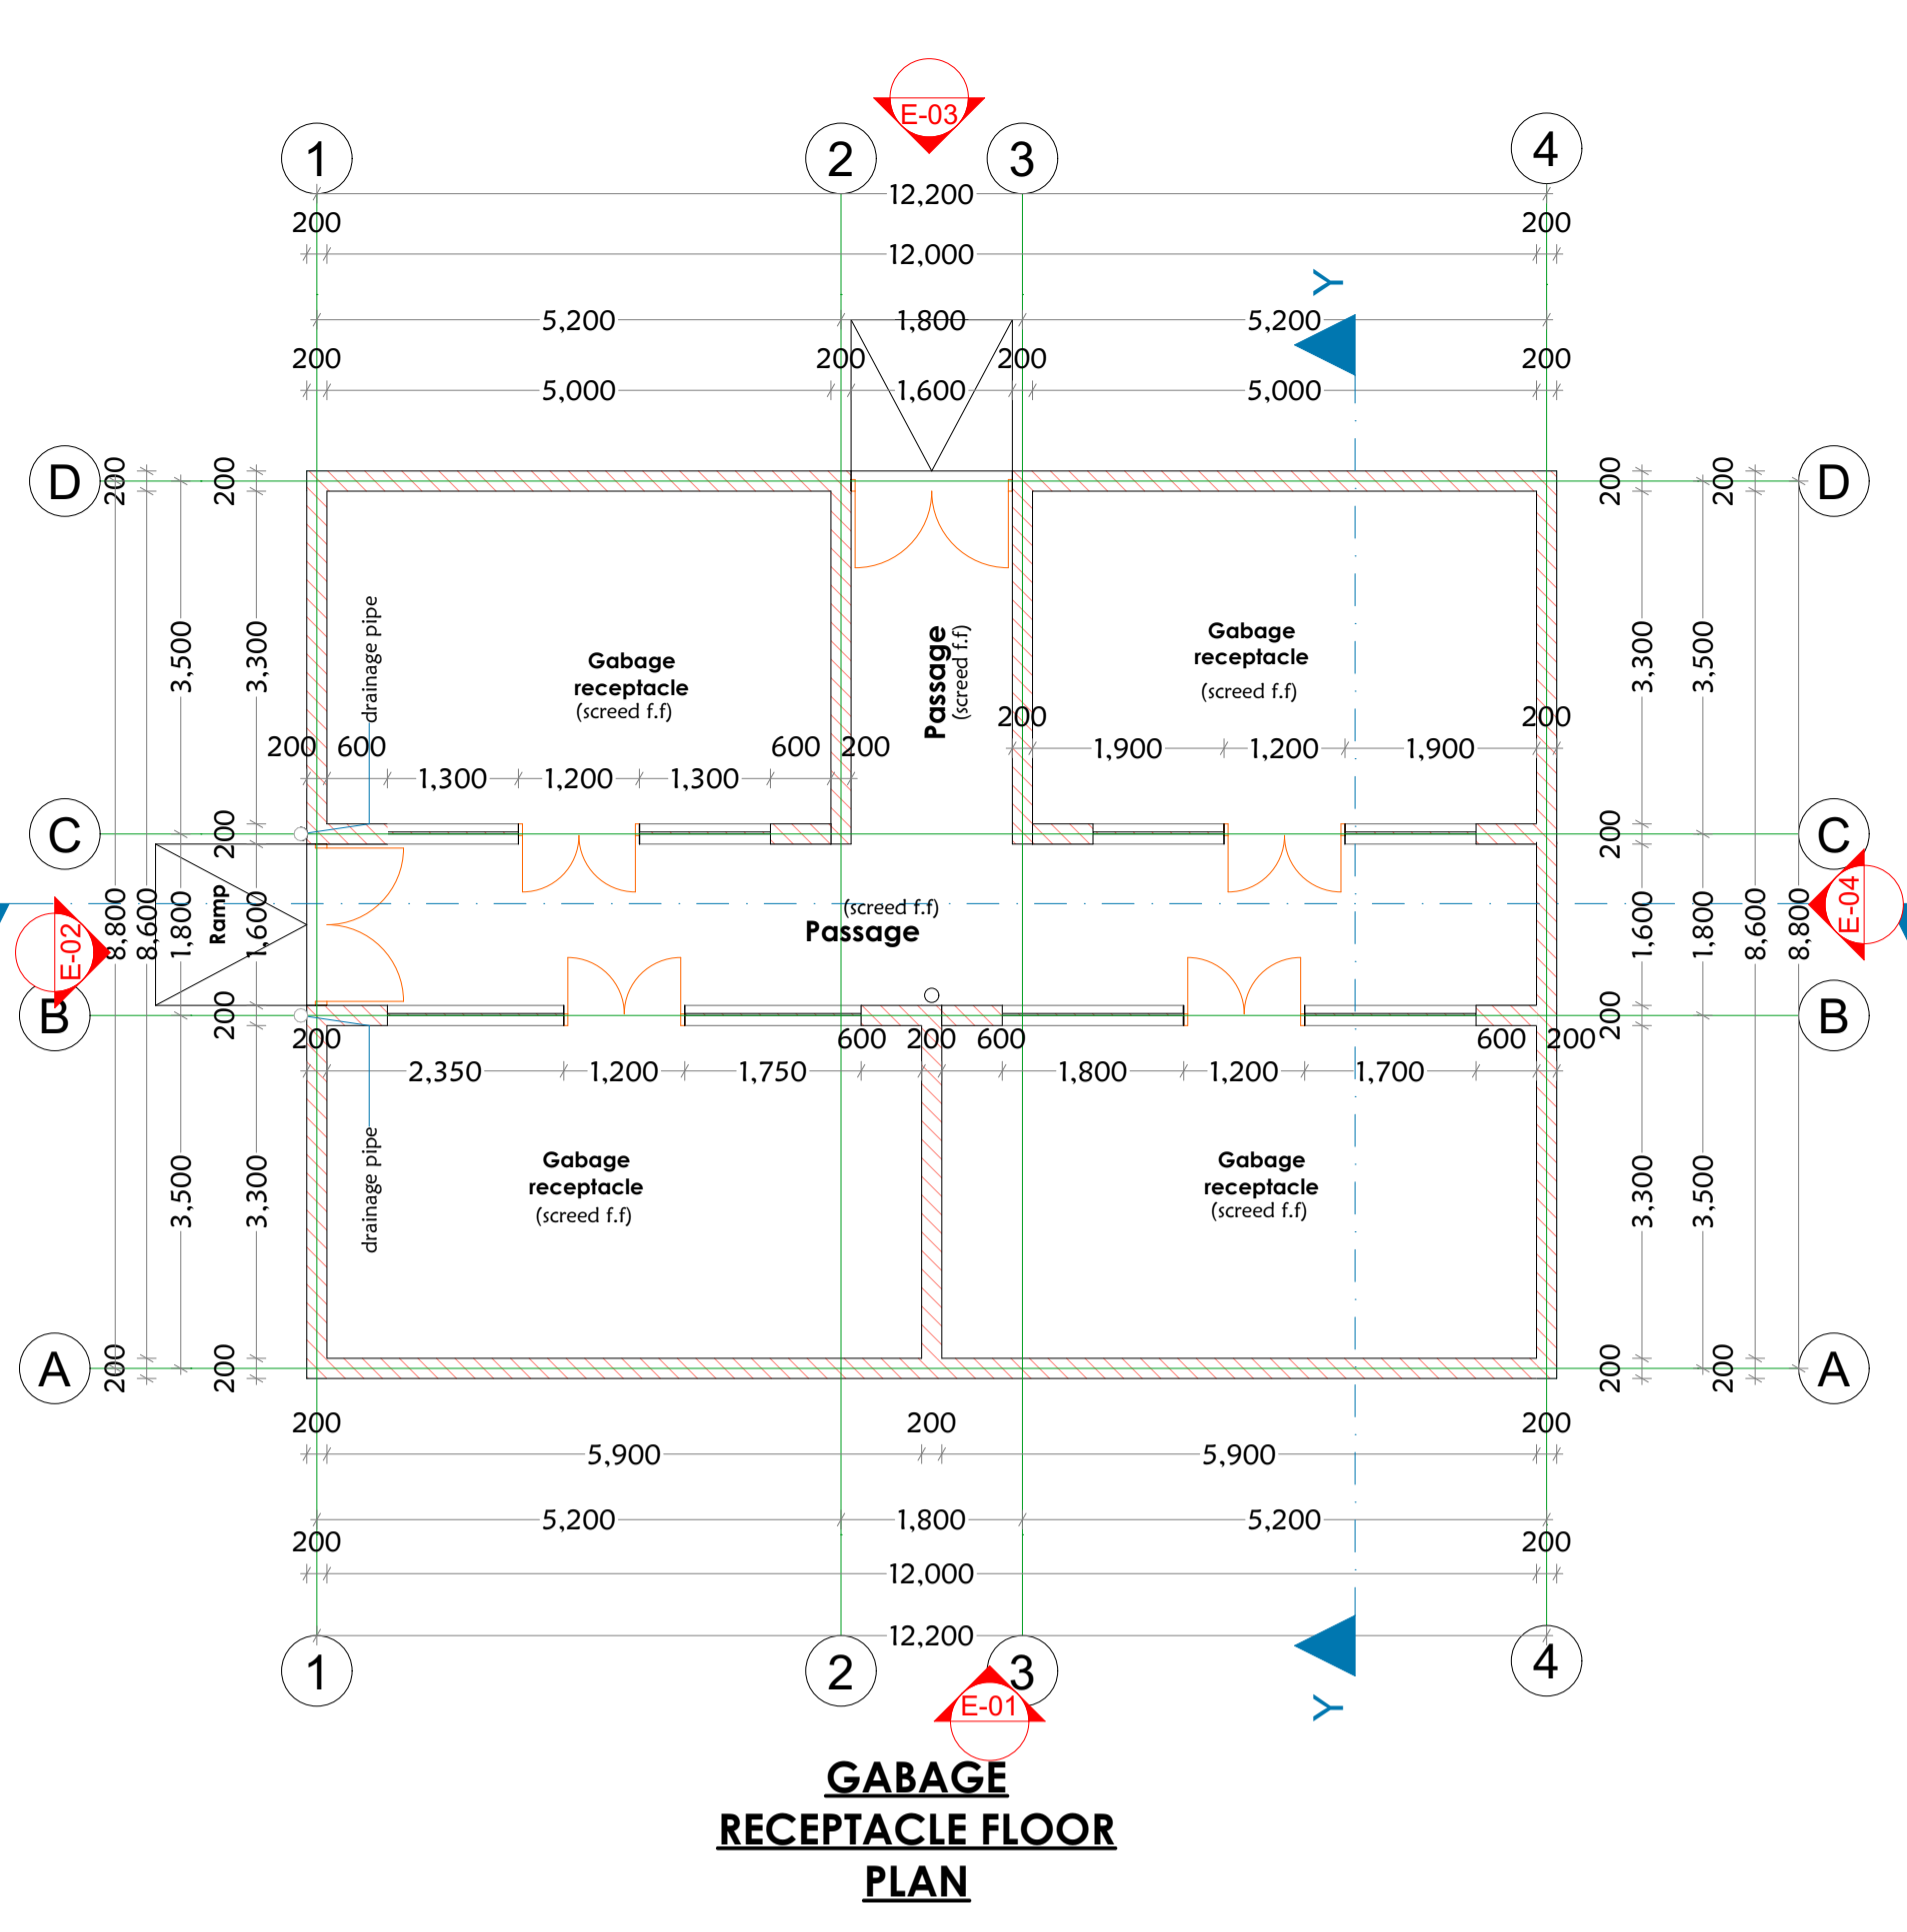 E-03
1 2 3 4
12,200
200 200
12,000
Y
5,200 1,800 5,200
200 200 200 200
5,000 1,600 5,000
D 200 200 200 200 D
3,500 3,300 drainage pipe Gabage Passage Gabage 3,300 3,500
receptacle (screed f.f) receptacle
(screed f.f) (screed f.f)
200 200
200 600 600 200 1,900 1,200 1,900
1,300 1,200 1,300
C 200 200 C
E-02 8,800 8,600 1,800 Ramp 1,600 (screed f.f) 1,600 1,800 8,600 8,800 E-04
Passage
B 200 200 B
200 600 200 600 600 200
2,350 1,200 1,750 1,800 1,200 1,700
3,500 3,300 drainage pipe Gabage Gabage 3,300 3,500
receptacle receptacle
(screed f.f) (screed f.f)
A 200 200 200 200 A
200 200 200
5,900 5,900
5,200 1,800 5,200
200 200
12,000
12,200
1 2 3 4
E-01 Y
GABAGE
RECEPTACLE FLOOR
PLAN